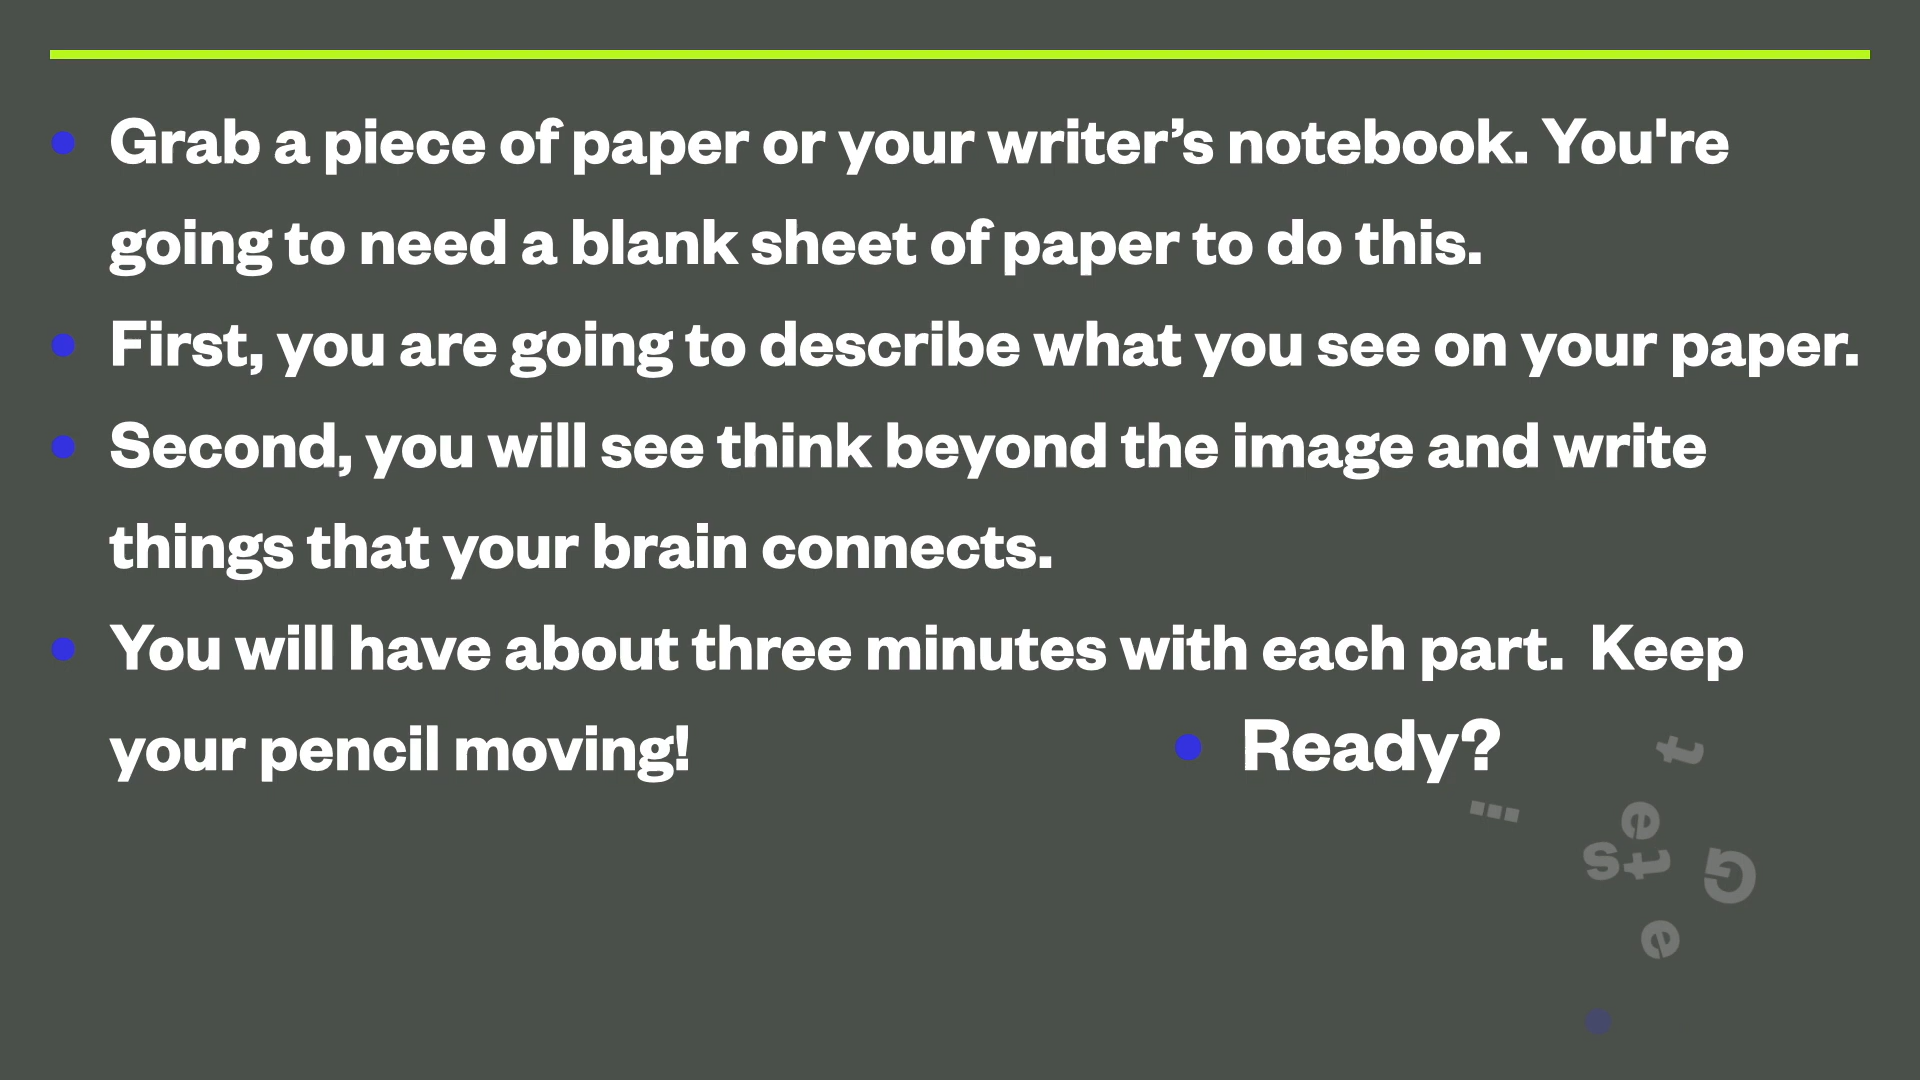 Grab a piece of paper or your writer’s notebook. You're
going to need a blank sheet of paper to do this.
First, you are going to describe what you see on your paper.
Second, you will see think beyond the image and write
things that your brain connects.
You will have about three minutes with each part.  Keep
your pencil moving!
Ready?